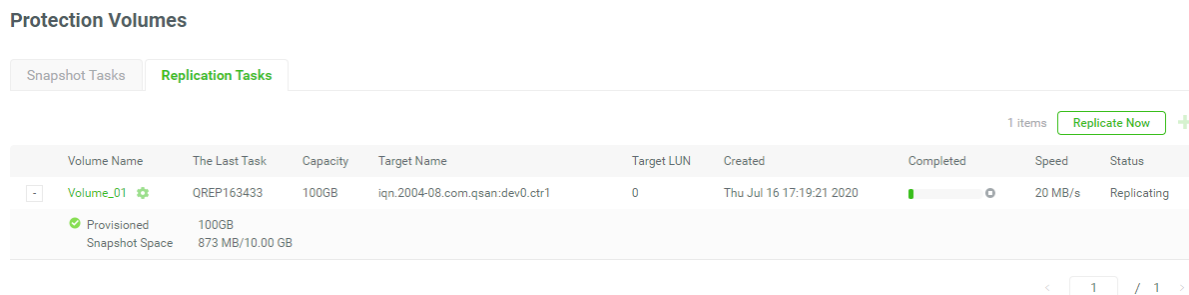 Protection Volumes
Snapshot Tasks Replication Tasks
1 items Replicate Now +
Volume Name The Last Task Capacity Target Name Target LUN Created Completed Speed Status
- Volume_01 QREP163433 100GB iqn.2004-08.com.qsan:dev0.ctr1 0 Thu Jul 16 17:19:21 2020 20 MB/s Replicating
Provisioned 100GB
Snapshot Space 873 MB/10.00 GB
< 1 / 1 >